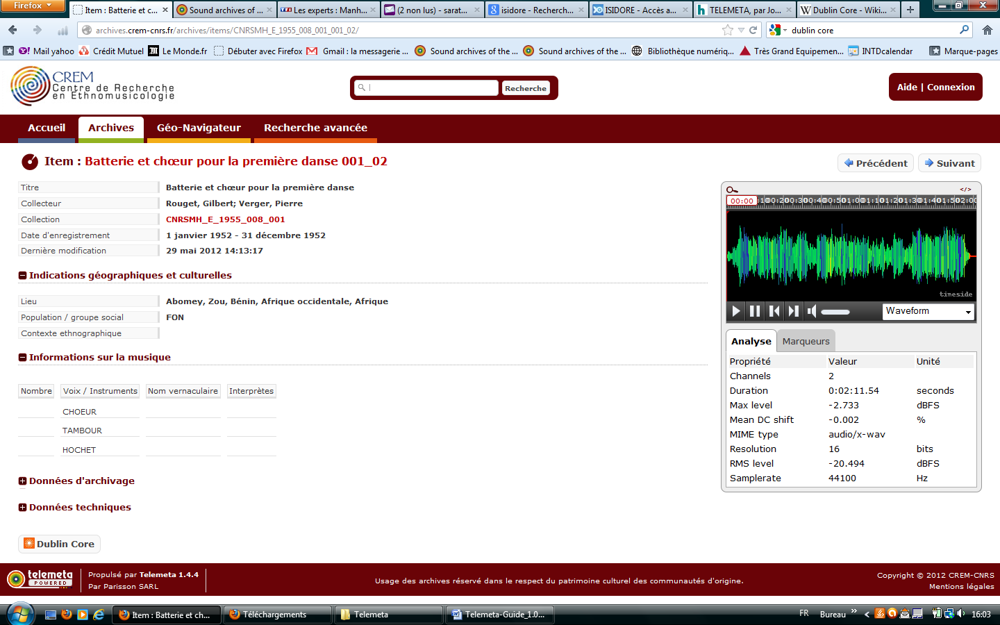 Firefox
Item : Batterie et c...
Sound archives of ...
Les experts : Manh...
(2 non lus) - sarat...
isidore - Recherch...
ISIDORE - Accès a...
TELEMETA, par Jo...
Dublin Core - Wiki...
archives.crem-cnrs.fr/archives/items/CNRSMH_E_1955_008_001_001_02/
dublin core
Mail yahoo
Crédit Mutuel
Le Monde.fr
Débuter avec Firefox
Gmail : la messagerie ...
Sound archives of the ...
Sound archives of the ...
Bibliothèque numériq...
Très Grand Equipemen...
INTDcalendar
Marque-pages
CREM
Centre de Recherche
en Ethnomusicologie
Recherche
Aide | Connexion
Accueil
Archives
Géo-Navigateur
Recherche avancée
Item : Batterie et chœur pour la première danse 001_02
Précédent
Suivant
Titre Batterie et chœur pour la première danse
Collecteur Rouget, Gilbert; Verger, Pierre
Collection CNRSMH_E_1955_008_001
Date d'enregistrement 1 janvier 1952 - 31 décembre 1952
Dernière modification 29 mai 2012 14:13:17
Indications géographiques et culturelles
Lieu Abomey, Zou, Bénin, Afrique occidentale, Afrique
Population / groupe social FON
Contexte ethnographique
Informations sur la musique
Nombre Voix / Instruments Nom vernaculaire Interprètes
CHOEUR
TAMBOUR
HOCHET
Données d'archivage
Données techniques
Dublin Core
</>
00:00
timeside
Waveform
Analyse Marqueurs
Propriété Valeur Unité
Channels 2
Duration 0:02:11.54 seconds
Max level -2.733 dBFS
Mean DC shift -0.002 %
MIME type audio/x-wav
Resolution 16 bits
RMS level -20.494 dBFS
Samplerate 44100 Hz
telemeta
POWERED
Propulsé par Telemeta 1.4.4
Par Parisson SARL
Usage des archives réservé dans le respect du patrimoine culturel des communautés d'origine.
Copyright © 2012 CREM-CNRS
Mentions légales
Item : Batterie et ch...
Téléchargements
Telemeta
Telemeta-Guide_1.0...
FR
Bureau
16:03